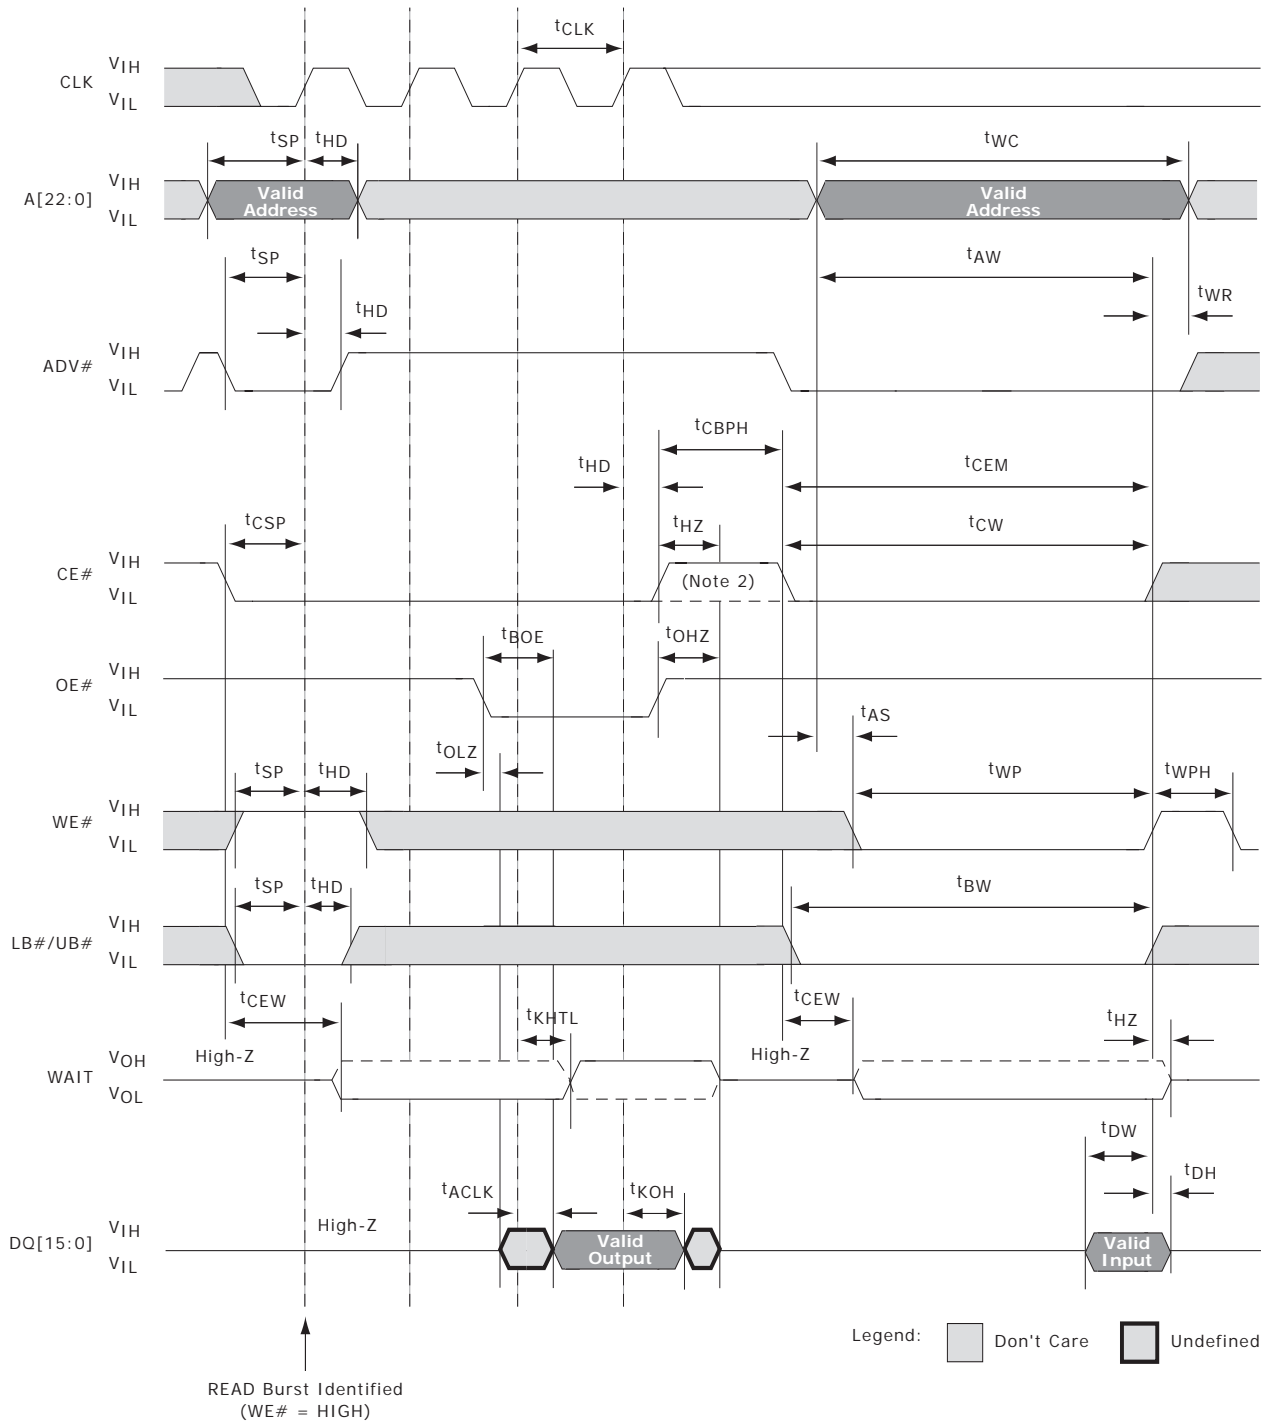 tCLK
CLK VIH
VIL
tSP tHD tWC
A[22:0] VIH
VIL
Valid Address
Valid Address
tSP tAW
tHD tWR
ADV# VIH
VIL
tCBPH
tHD tCEM
tCSP tHZ tCW
CE# VIH
VIL
(Note 2)
tBOE tOHZ
OE# VIH
VIL
tAS
tOLZ
tSP tHD tWP tWPH
WE# VIH
VIL
tSP tHD tBW
LB#/UB# VIH
VIL
tCEW tKHTL tCEW tHZ
High-Z High-Z
WAIT VOH
VOL
tDW
tACLK tKOH tDH
High-Z
DQ[15:0] VIH
VIL
Valid Output
Valid Input
Legend: Don't Care Undefined
READ Burst Identified
(WE# = HIGH)